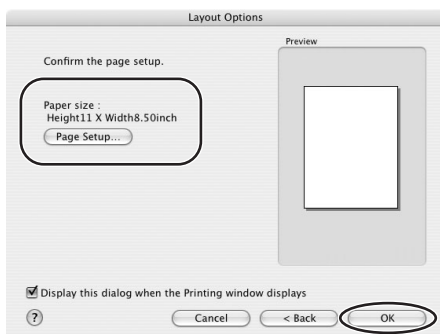 Layout Options
Preview
Confirm the page setup.
Paper size :
Height11 X Width8.50inch
Page Setup...
Display this dialog when the Printing window displays
?
Cancel
< Back
OK